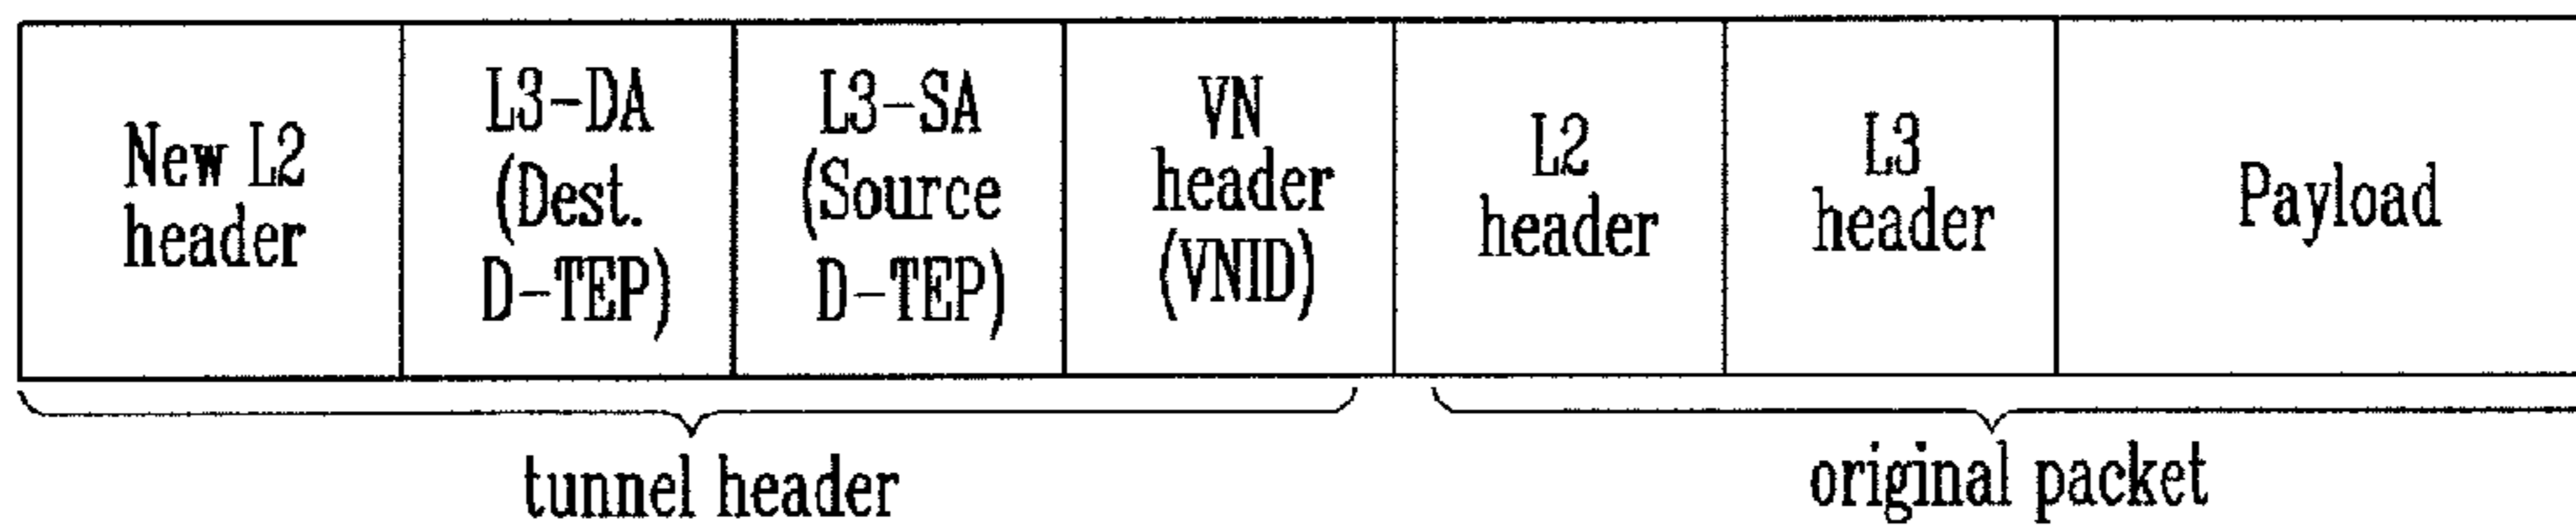 New L2
header
L3-DA
(Dest.
D-TEP)
L3-SA
(Source
D-TEP)
VN
header
(VNID)
L2
header
L3
header
Payload
tunnel header
original packet